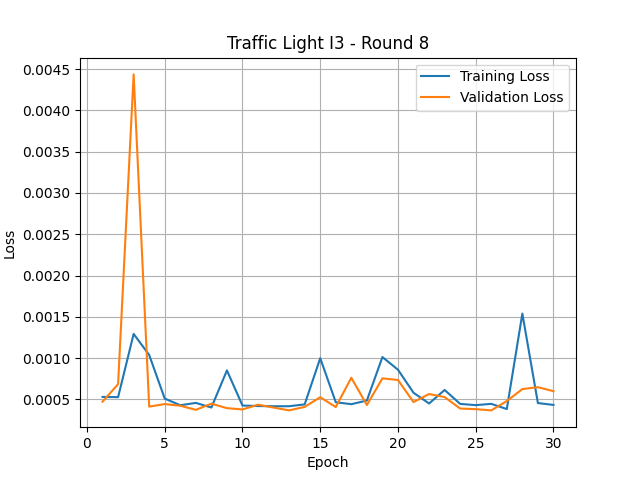 Traffic Light I3 - Round 8
Training Loss
Validation Loss
0.0045
0.0040
0.0035
0.0030
0.0025
0.0020
0.0015
0.0010
0.0005
Loss
0 5 10 15 20 25 30
Epoch